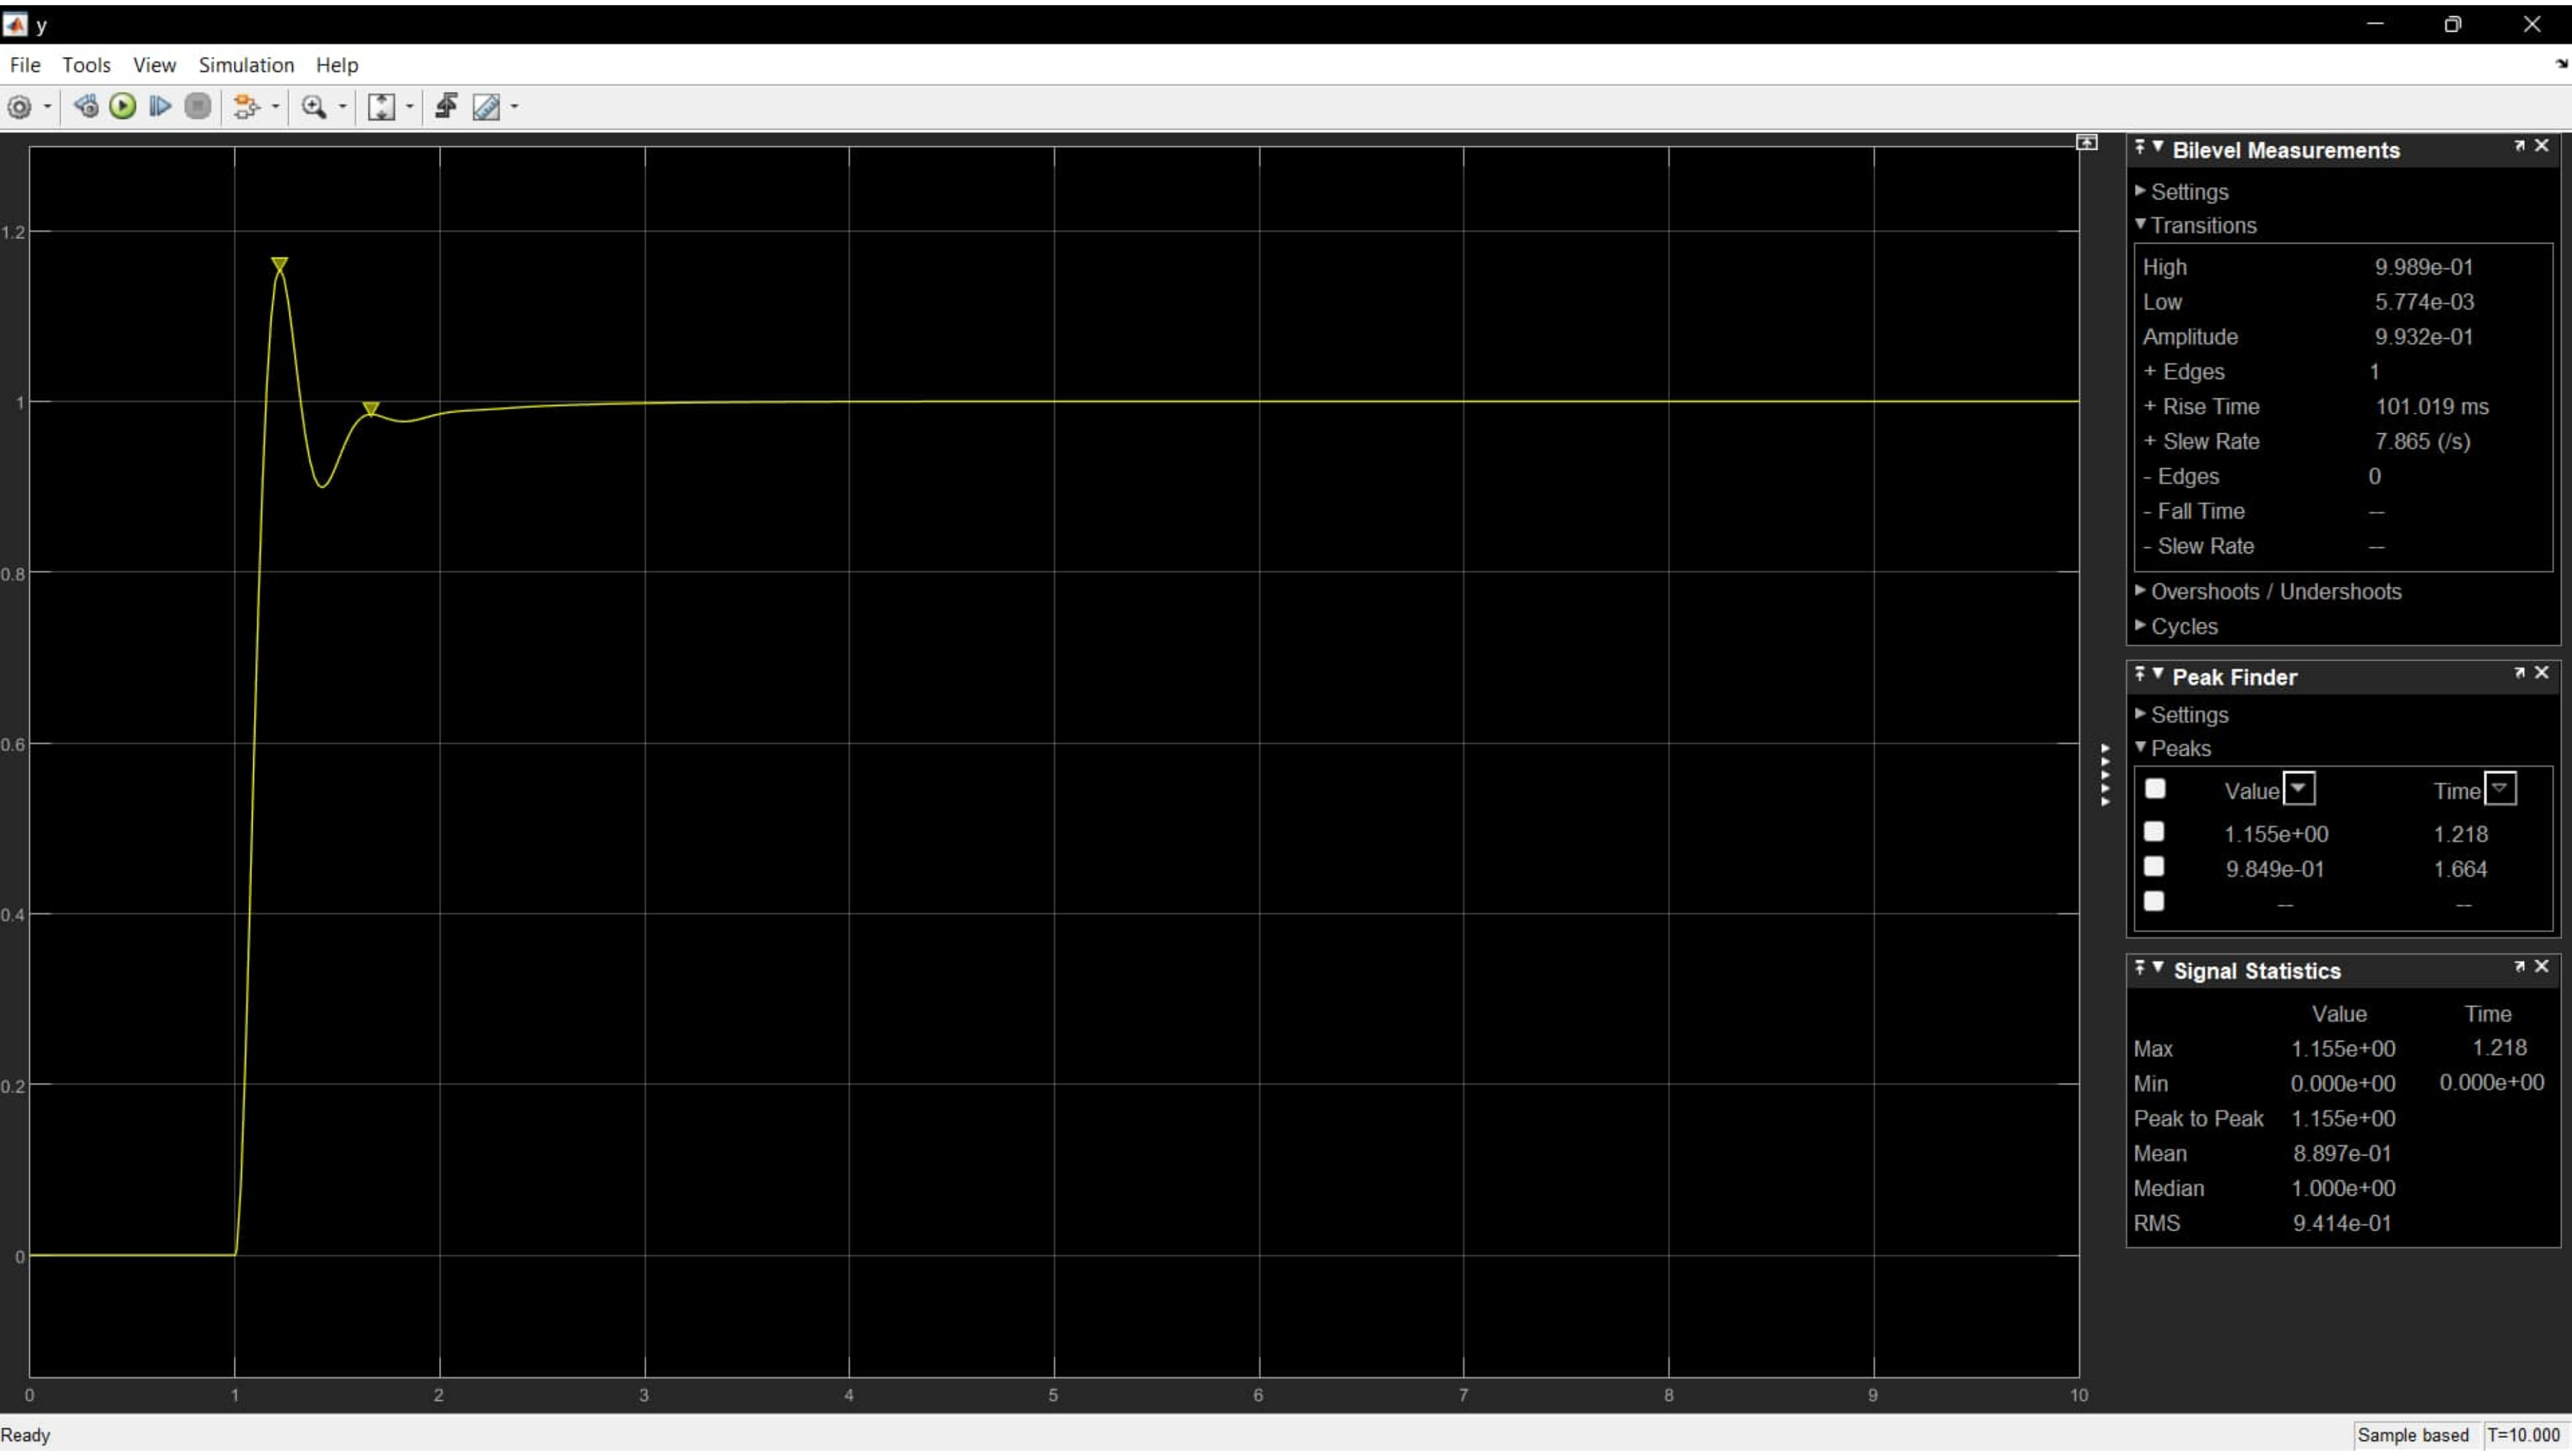 y
File Tools View Simulation Help
1.2
1
0.8
0.6
0.4
0.2
0
0 1 2 3 4 5 6 7 8 9 10
Bilevel Measurements
Settings
Transitions
High 9.989e-01
Low 5.774e-03
Amplitude 9.932e-01
+ Edges 1
+ Rise Time 101.019 ms
+ Slew Rate 7.865 (/s)
- Edges 0
- Fall Time --
- Slew Rate --
Overshoots / Undershoots
Cycles
Peak Finder
Settings
Peaks
Value Time
1.155e+00 1.218
9.849e-01 1.664
-- --
Signal Statistics
Value Time
Max 1.155e+00 1.218
Min 0.000e+00 0.000e+00
Peak to Peak 1.155e+00
Mean 8.897e-01
Median 1.000e+00
RMS 9.414e-01
Ready
Sample based T=10.000